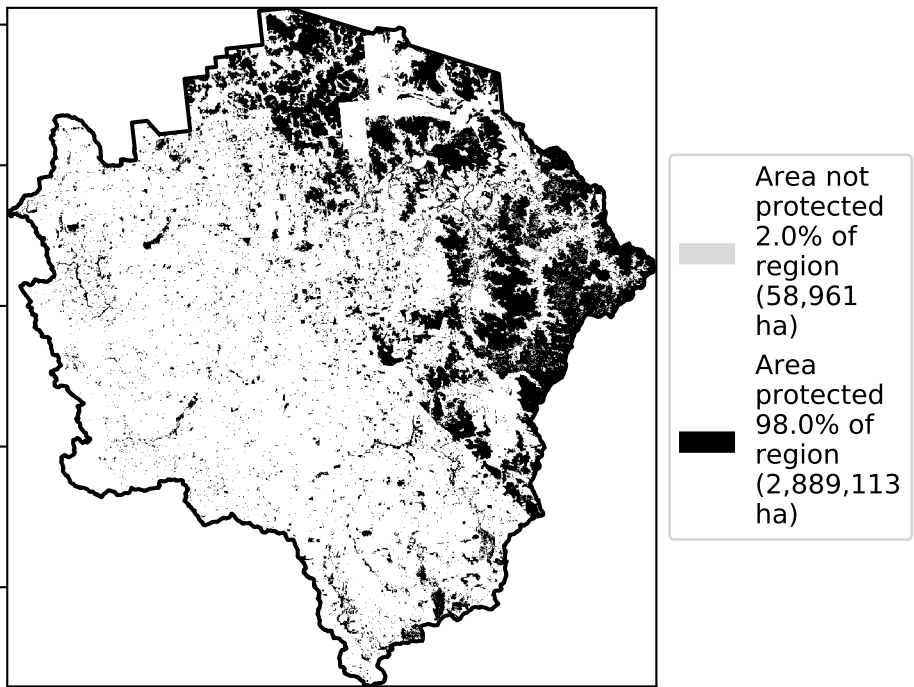 Area not
protected
2.0% of
region
(58,961
ha)
Area
protected
98.0% of
region
(2,889,113
ha)